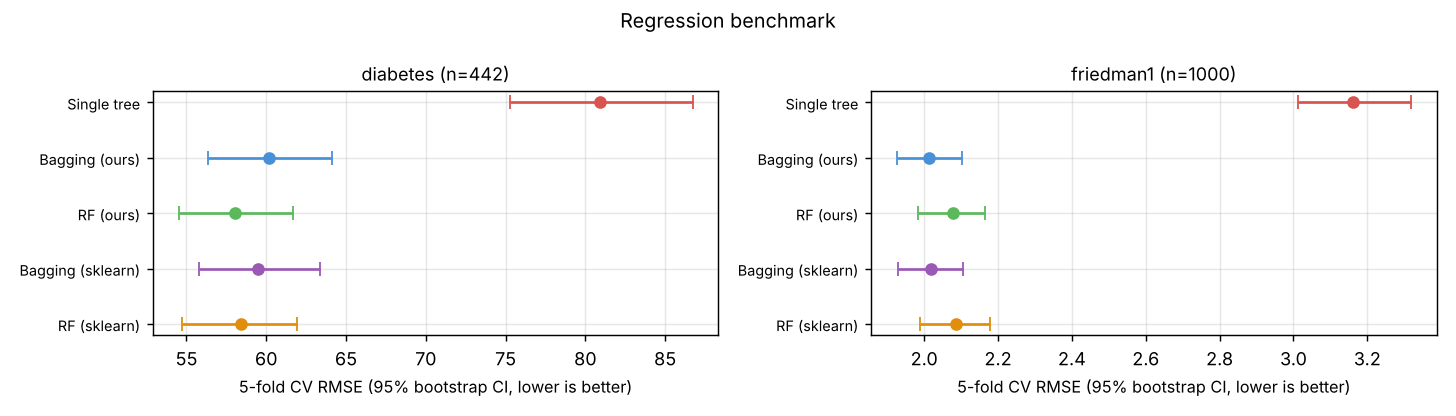 Regression benchmark
diabetes (n=442)
Single tree
Bagging (ours)
RF (ours)
Bagging (sklearn)
RF (sklearn)
55 60 65 70 75 80 85
5-fold CV RMSE (95% bootstrap CI, lower is better)
friedman1 (n=1000)
Single tree
Bagging (ours)
RF (ours)
Bagging (sklearn)
RF (sklearn)
2.0 2.2 2.4 2.6 2.8 3.0 3.2
5-fold CV RMSE (95% bootstrap CI, lower is better)